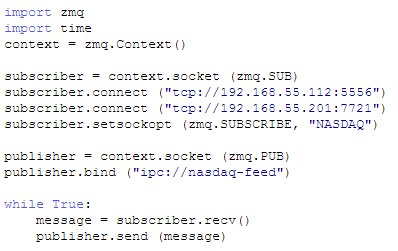 import zmq
import time
context = zmq.Context()

subscriber = context.socket (zmq.SUB)
subscriber.connect ("tcp://192.168.55.112:5556")
subscriber.connect ("tcp://192.168.55.201:7721")
subscriber.setsockopt (zmq.SUBSCRIBE, "NASDAQ")

publisher = context.socket (zmq.PUB)
publisher.bind ("ipc://nasdaq-feed")

while True:
    message = subscriber.recv()
    publisher.send (message)